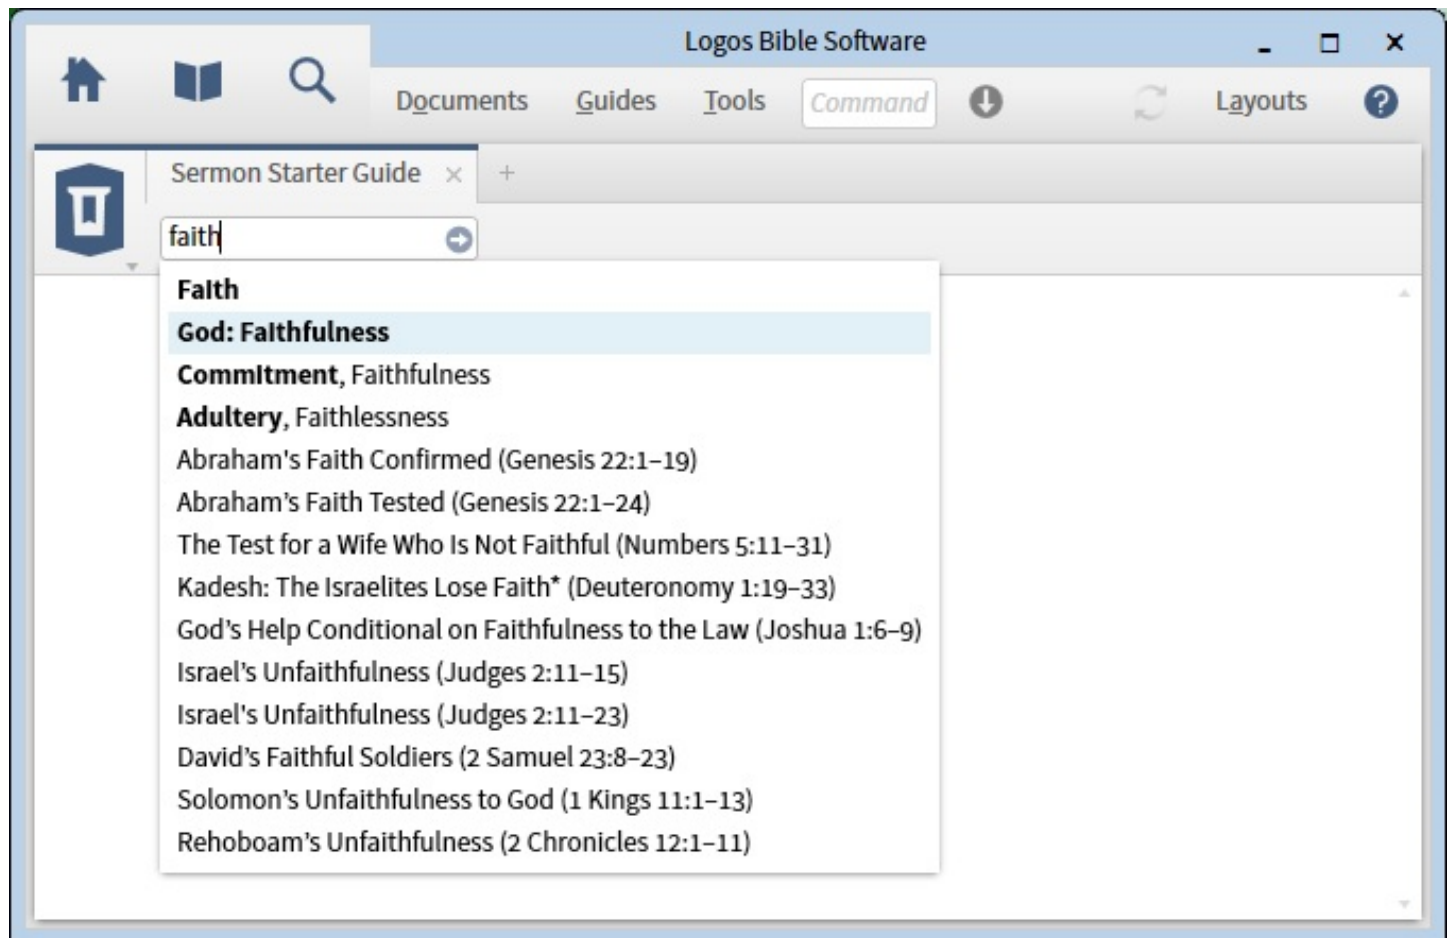 Logos Bible Software
Documents Guides Tools Command Layouts
Sermon Starter Guide
faith
Faith
God: Faithfulness
Commitment, Faithfulness
Adultery, Faithlessness
Abraham's Faith Confirmed (Genesis 22:1–19)
Abraham’s Faith Tested (Genesis 22:1–24)
The Test for a Wife Who Is Not Faithful (Numbers 5:11–31)
Kadesh: The Israelites Lose Faith* (Deuteronomy 1:19–33)
God’s Help Conditional on Faithfulness to the Law (Joshua 1:6–9)
Israel’s Unfaithfulness (Judges 2:11–15)
Israel's Unfaithfulness (Judges 2:11–23)
David’s Faithful Soldiers (2 Samuel 23:8–23)
Solomon’s Unfaithfulness to God (1 Kings 11:1–13)
Rehoboam’s Unfaithfulness (2 Chronicles 12:1–11)